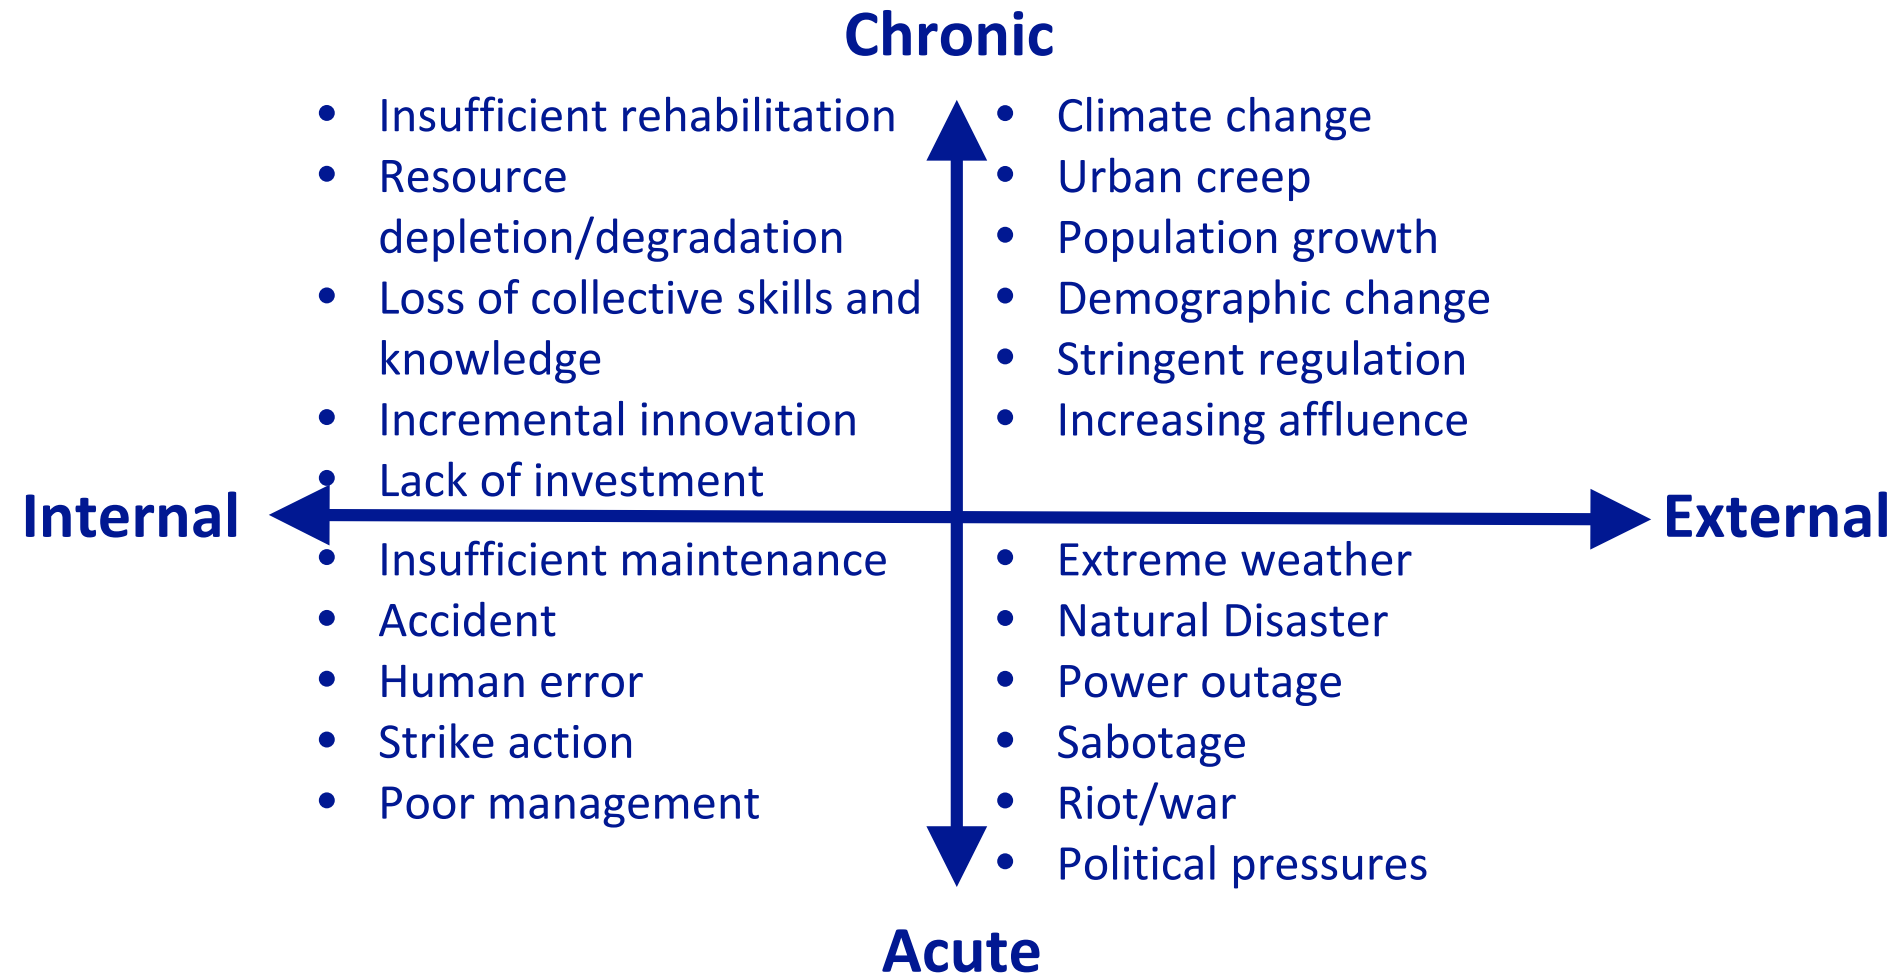 Chronic
• Insufficient rehabilitation
• Resource
depletion/degradation
• Loss of collective skills and
knowledge
• Incremental innovation
• Lack of investment
• Climate change
• Urban creep
• Population growth
• Demographic change
• Stringent regulation
• Increasing affluence
Internal
External
• Insufficient maintenance
• Accident
• Human error
• Strike action
• Poor management
• Extreme weather
• Natural Disaster
• Power outage
• Sabotage
• Riot/war
• Political pressures
Acute